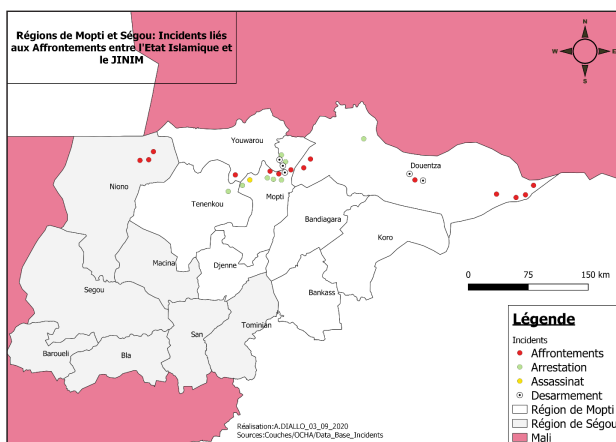 Régions de Mopti et Ségou: Incidents liés
aux Affrontements entre l'Etat Islamique et
le JINIM
N
W
E
S
Youwarou
Douentza
Niono
Tenenkou
Mopti
Bandiagara
Koro
Macina
Djenne
Segou
Bankass
San
Tominian
Baroueli
Bla
0
75
150 km
Légende
Incidents
Affrontements
Arrestation
Assassinat
Desarmement
Région de Mopti
Région de Ségou
Mali
Réalisation:A.DIALLO_03_09_2020
Sources:Couches/OCHA/Data_Base_Incidents